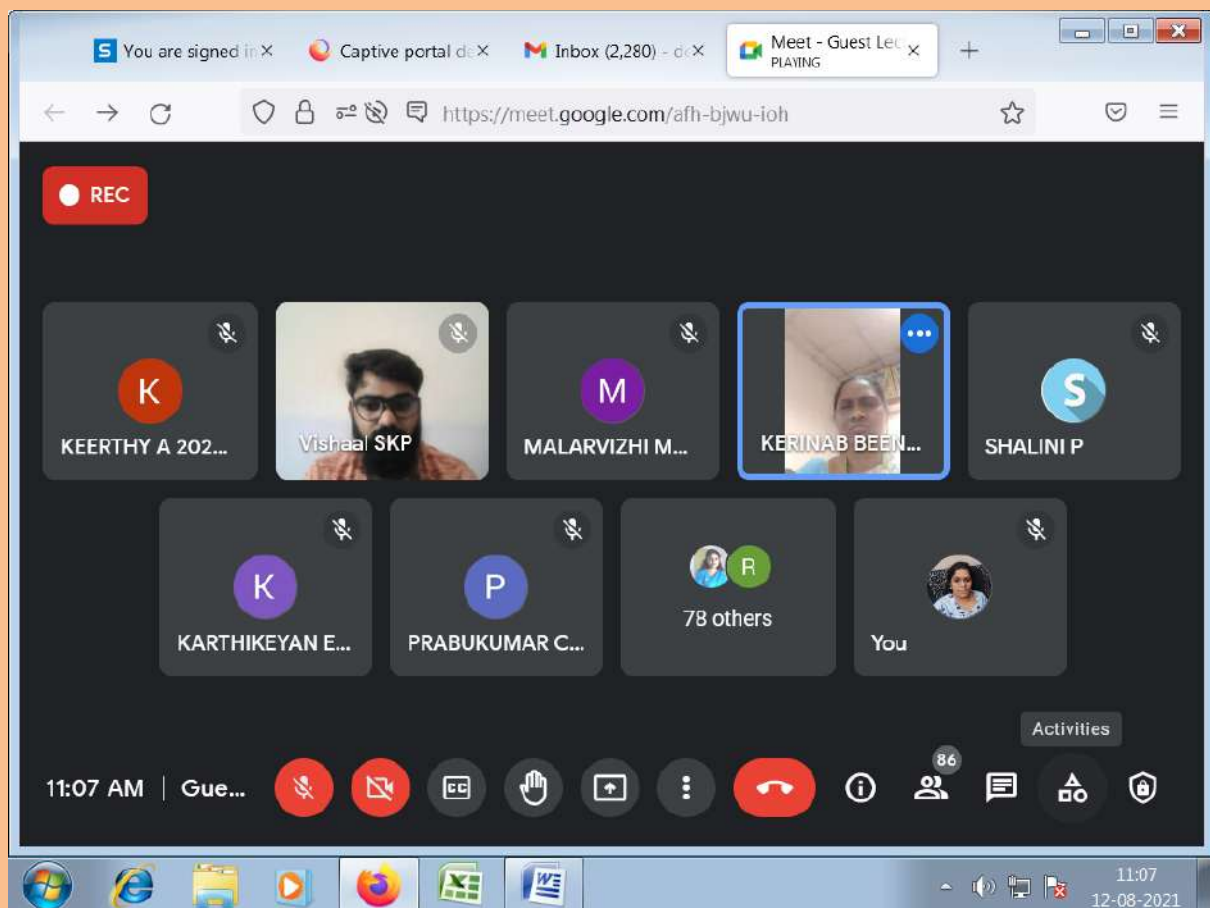 S You are signed in × Captive portal de × Inbox (2,280) - de × Meet - Guest Lec ×
PLAYING
https://meet.google.com/afh-bjwu-ioh
REC
K M S
KEERTHY A 202... Vishaal SKP MALARVIZHI M... KERINAB BEEN... SHALINI P
K P R
78 others
KARTHIKEYAN E... PRABUKUMAR C... You
Activities
86
11:07 AM | Gue... CC
11:07
12-08-2021